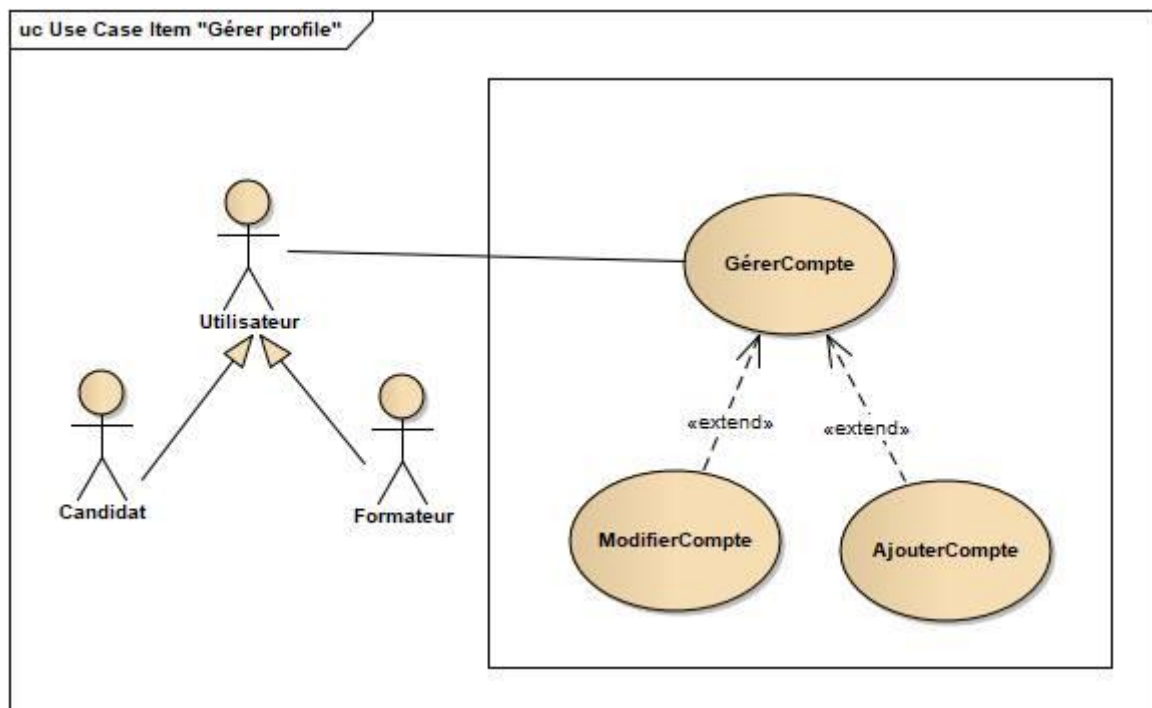 uc Use Case Item "Gérer profile"
GérerCompte
Utilisateur
«extend»
«extend»
Candidat
Formateur
ModifierCompte
AjouterCompte